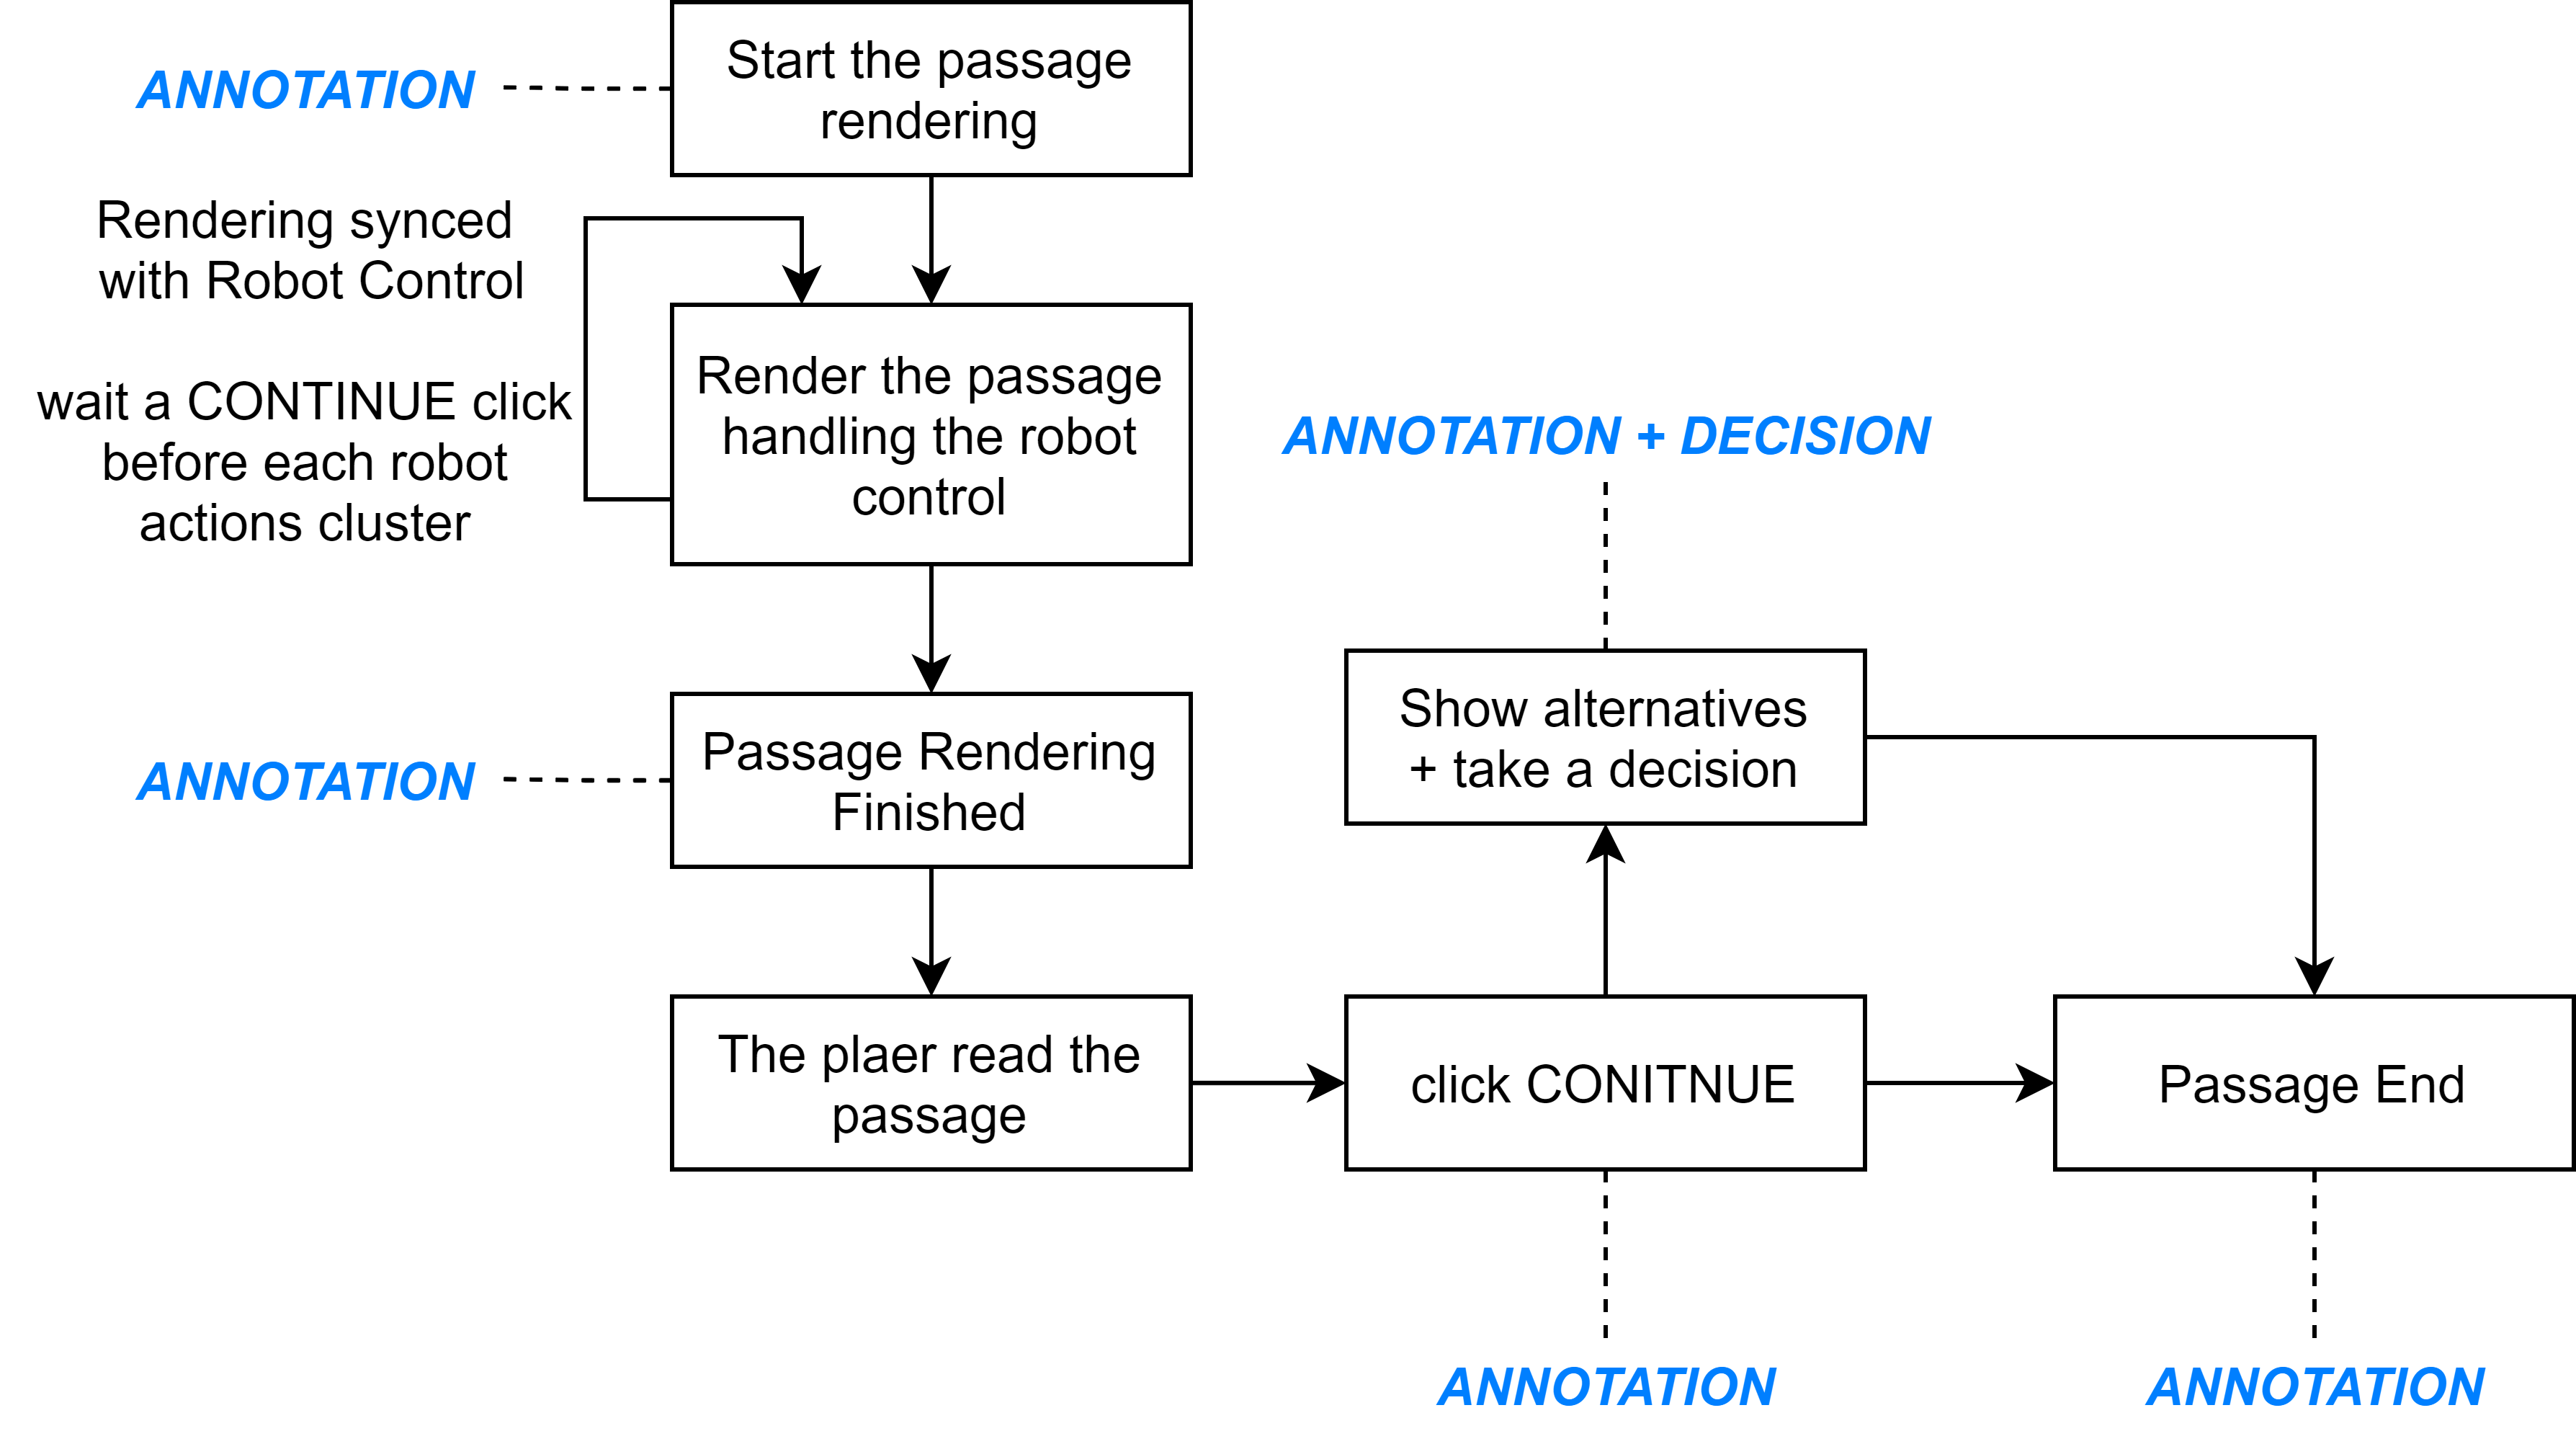 Start the passage
rendering
ANNOTATION
Rendering synced
with Robot Control
wait a CONTINUE click
before each robot
actions cluster
Render the passage
handling the robot
control
ANNOTATION + DECISION
Show alternatives
+ take a decision
Passage Rendering
Finished
ANNOTATION
The plaer read the
passage
click CONITNUE
Passage End
ANNOTATION
ANNOTATION